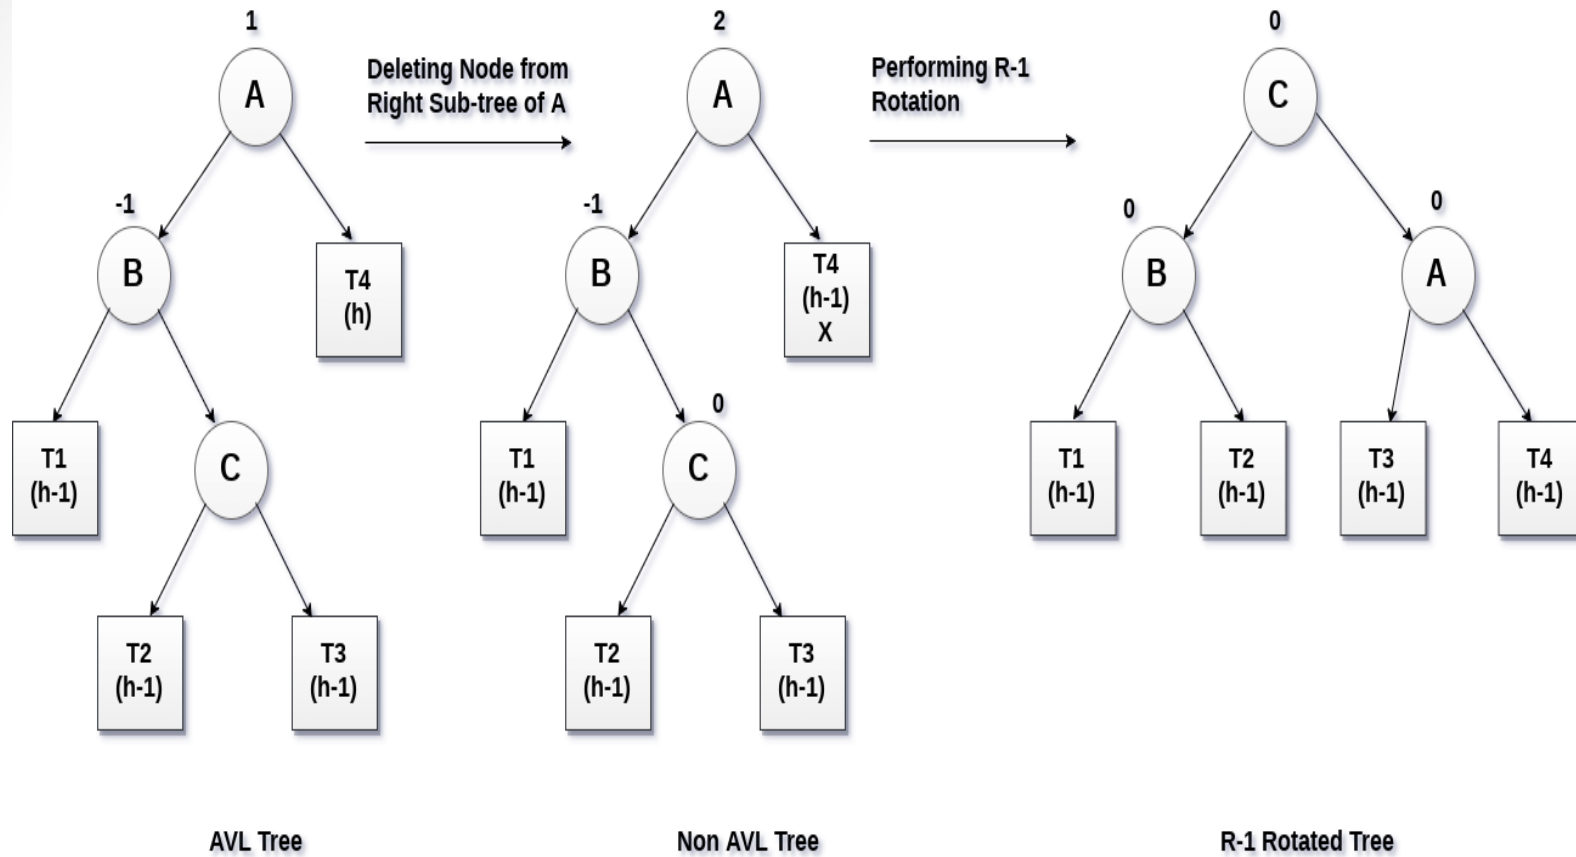 1
A
-1
B
T4
(h)
T1
(h-1)
C
T2
(h-1)
T3
(h-1)
AVL Tree
Deleting Node from
Right Sub-tree of A
2
A
-1
B
T4
(h-1)
X
0
T1
(h-1)
C
T2
(h-1)
T3
(h-1)
Non AVL Tree
Performing R-1
Rotation
0
C
0
B
0
A
T1
(h-1)
T2
(h-1)
T3
(h-1)
T4
(h-1)
R-1 Rotated Tree